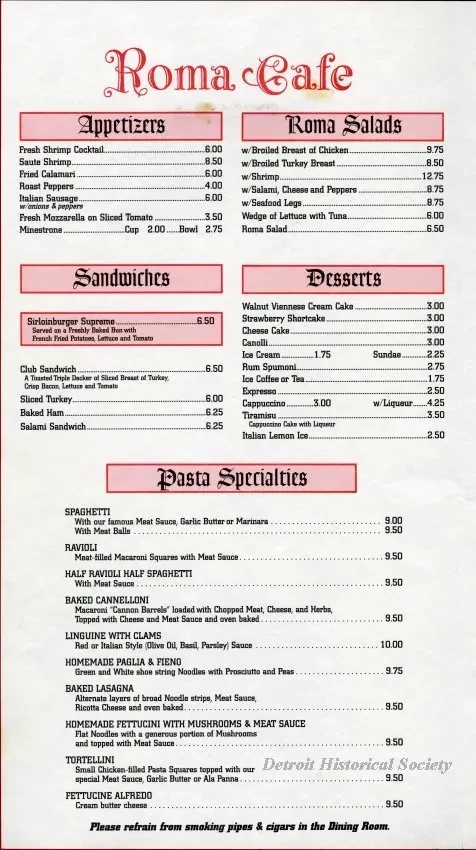 Roma Cafe
Appetizers
Fresh Shrimp Cocktail 6.00
Saute Shrimp 8.50
Fried Calamari 6.00
Roast Peppers 4.00
Italian Sausage 6.00
w/onions & peppers
Fresh Mozzarella on Sliced Tomato 3.50
Minestrone Cup 2.00 Bowl 2.75
Roma Salads
w/Broiled Breast of Chicken 9.75
w/Broiled Turkey Breast 8.50
w/Shrimp 12.75
w/Salami, Cheese and Peppers 8.75
w/Seafood Legs 8.75
Wedge of Lettuce with Tuna 6.00
Roma Salad 6.50
Sandwiches
Sirloinburger Supreme 6.50
Served on a Freshly Baked Bun with
French Fried Potatoes, Lettuce and Tomato
Club Sandwich 6.50
A Toasted Triple Decker of Sliced Breast of Turkey,
Crisp Bacon, Lettuce and Tomato
Sliced Turkey 6.00
Baked Ham 6.25
Salami Sandwich 6.25
Desserts
Walnut Viennese Cream Cake 3.00
Strawberry Shortcake 3.00
Cheese Cake 3.00
Canolli 3.00
Ice Cream 1.75 Sundae 2.25
Rum Spumoni 2.75
Ice Coffee or Tea 1.75
Expresso 2.50
Cappuccino 3.00 w/Liqueur 4.25
Tiramisu 3.50
Cappuccino Cake with Liqueur
Italian Lemon Ice 2.50
Pasta Specialties
SPAGHETTI
With our famous Meat Sauce, Garlic Butter or Marinara 9.00
With Meat Balls 9.50
RAVIOLI
Meat-filled Macaroni Squares with Meat Sauce 9.50
HALF RAVIOLI HALF SPAGHETTI
With Meat Sauce 9.50
BAKED CANNELLONI
Macaroni "Cannon Barrels" loaded with Chopped Meat, Cheese, and Herbs,
Topped with Cheese and Meat Sauce and oven baked 9.50
LINGUINE WITH CLAMS
Red or Italian Style (Olive Oil, Basil, Parsley) Sauce 10.00
HOMEMADE PAGLIA & FIENO
Green and White shoe string Noodles with Prosciutto and Peas 9.75
BAKED LASAGNA
Alternate layers of broad Noodle strips, Meat Sauce,
Ricotta Cheese and oven baked 9.50
HOMEMADE FETTUCINI WITH MUSHROOMS & MEAT SAUCE
Flat Noodles with a generous portion of Mushrooms
and topped with Meat Sauce 9.50
TORTELLINI
Small Chicken-filled Pasta Squares topped with our
special Meat Sauce, Garlic Butter or Ala Panna 9.50
Detroit Historical Society
FETTUCINE ALFREDO
Cream butter cheese 9.50
Please refrain from smoking pipes & cigars in the Dining Room.